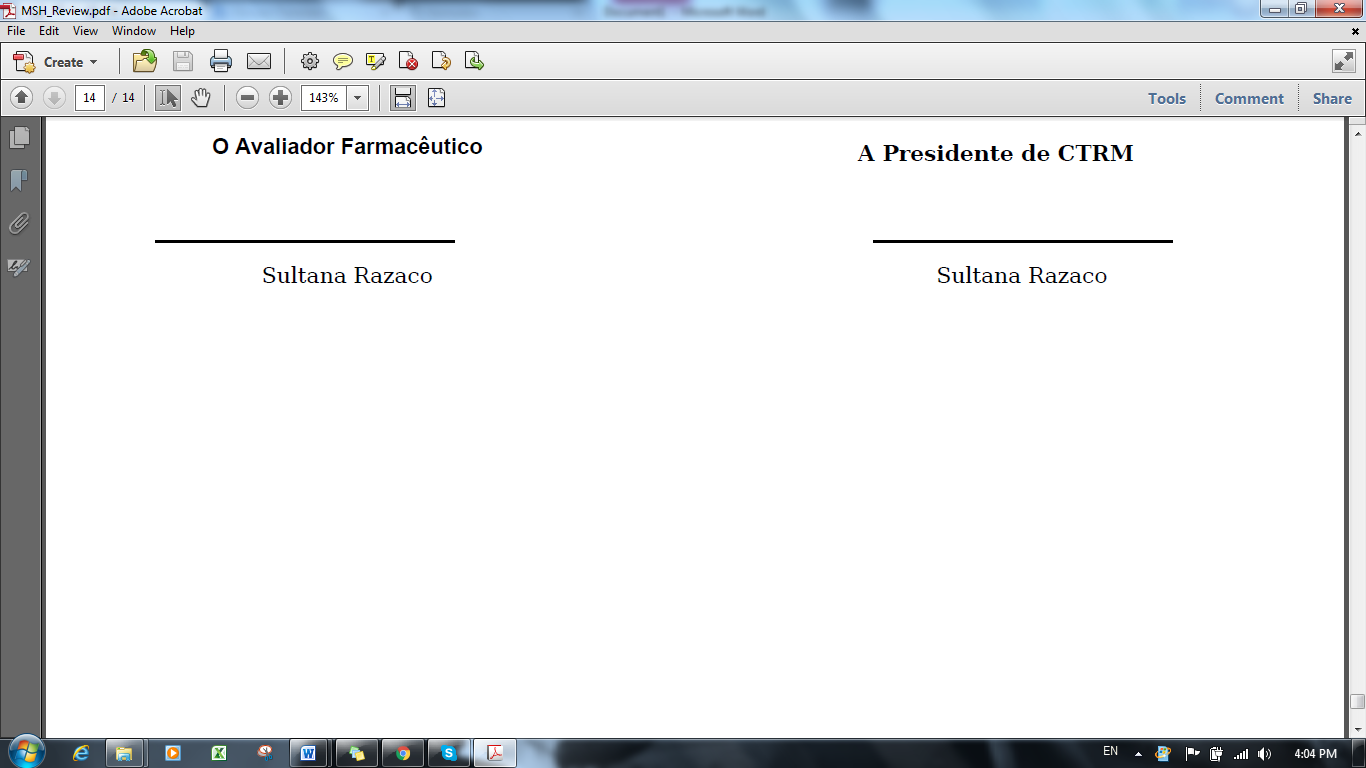 MSH_Review.pdf - Adobe Acrobat
File Edit View Window Help
Create
14 / 14 143% Tools Comment Share
O Avaliador Farmacêutico
A Presidente de CTRM
Sultana Razaco
Sultana Razaco
EN 4:04 PM